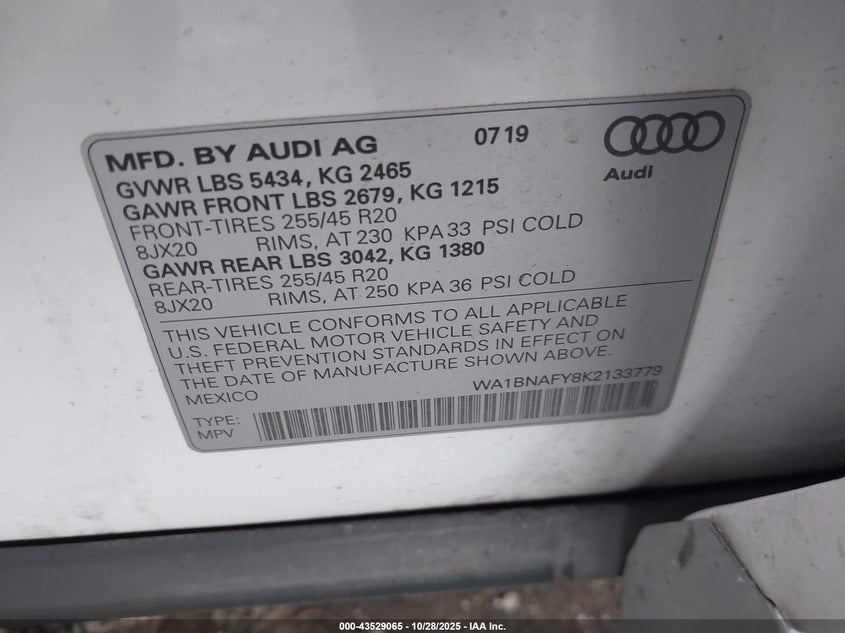 MFD. BY AUDI AG 0719
Audi
GVWR LBS 5434, KG 2465
GAWR FRONT LBS 2679, KG 1215
FRONT-TIRES 255/45 R20
8JX20 RIMS, AT 230 KPA 33 PSI COLD
GAWR REAR LBS 3042, KG 1380
REAR-TIRES 255/45 R20
8JX20 RIMS, AT 250 KPA 36 PSI COLD
THIS VEHICLE CONFORMS TO ALL APPLICABLE
U.S. FEDERAL MOTOR VEHICLE SAFETY AND
THEFT PREVENTION STANDARDS IN EFFECT ON
THE DATE OF MANUFACTURE SHOWN ABOVE.
MEXICO WA1BNAFY8K2133779
TYPE:
MPV
000-43529065 - 10/28/2025 - IAA Inc.